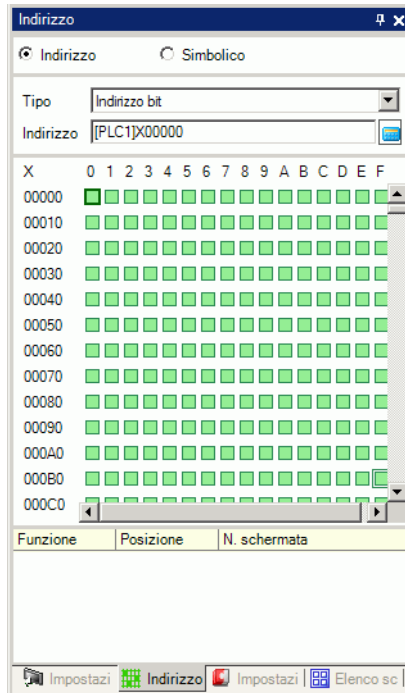 Indirizzo
Indirizzo Simbolico
Tipo Indirizzo bit
Indirizzo [PLC1]X00000
X 0 1 2 3 4 5 6 7 8 9 A B C D E F
00000
00010
00020
00030
00040
00050
00060
00070
00080
00090
000A0
000B0
000C0
Funzione Posizione N. schermata
Impostazi Indirizzo Impostazi Elenco sc